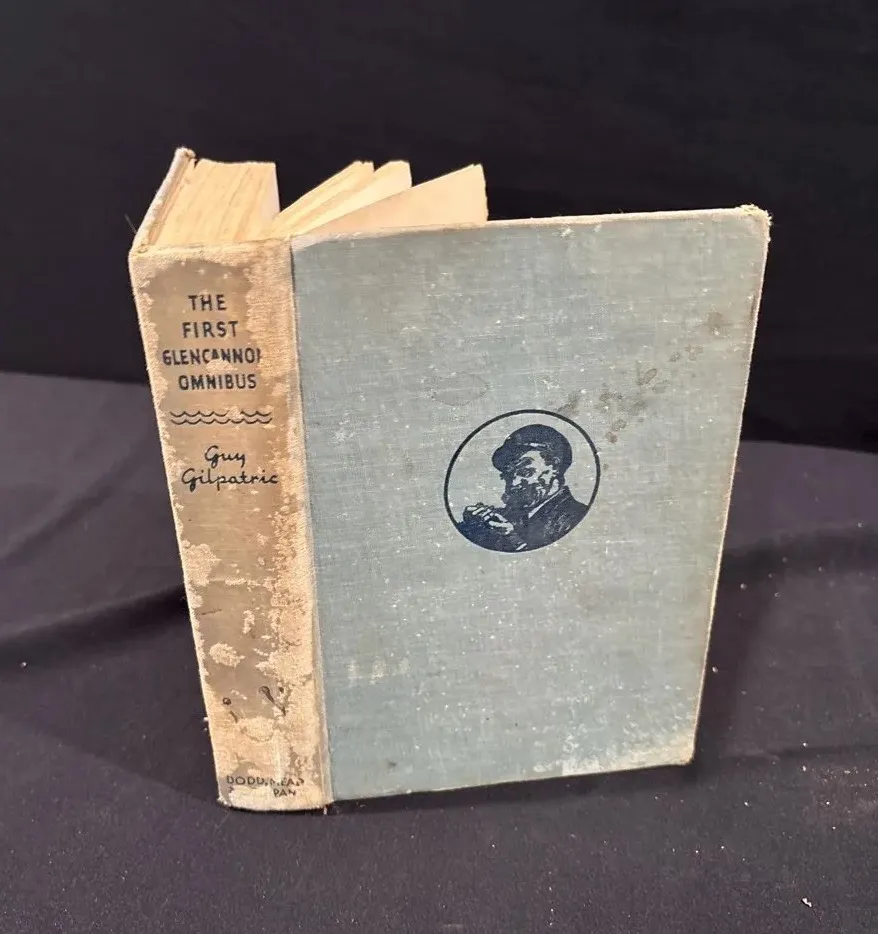 THE
FIRST
GLENCANNON
OMNIBUS
Guy
Gilpatric
DODD, MEAD